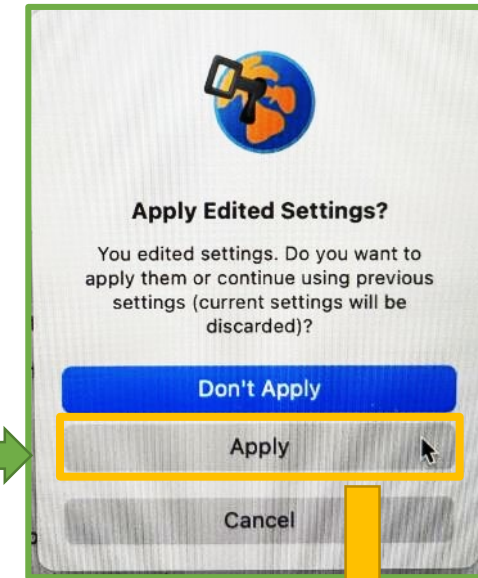 Apply Edited Settings?
You edited settings. Do you want to
apply them or continue using previous
settings (current settings will be
discarded)?
Don't Apply
Apply
Cancel